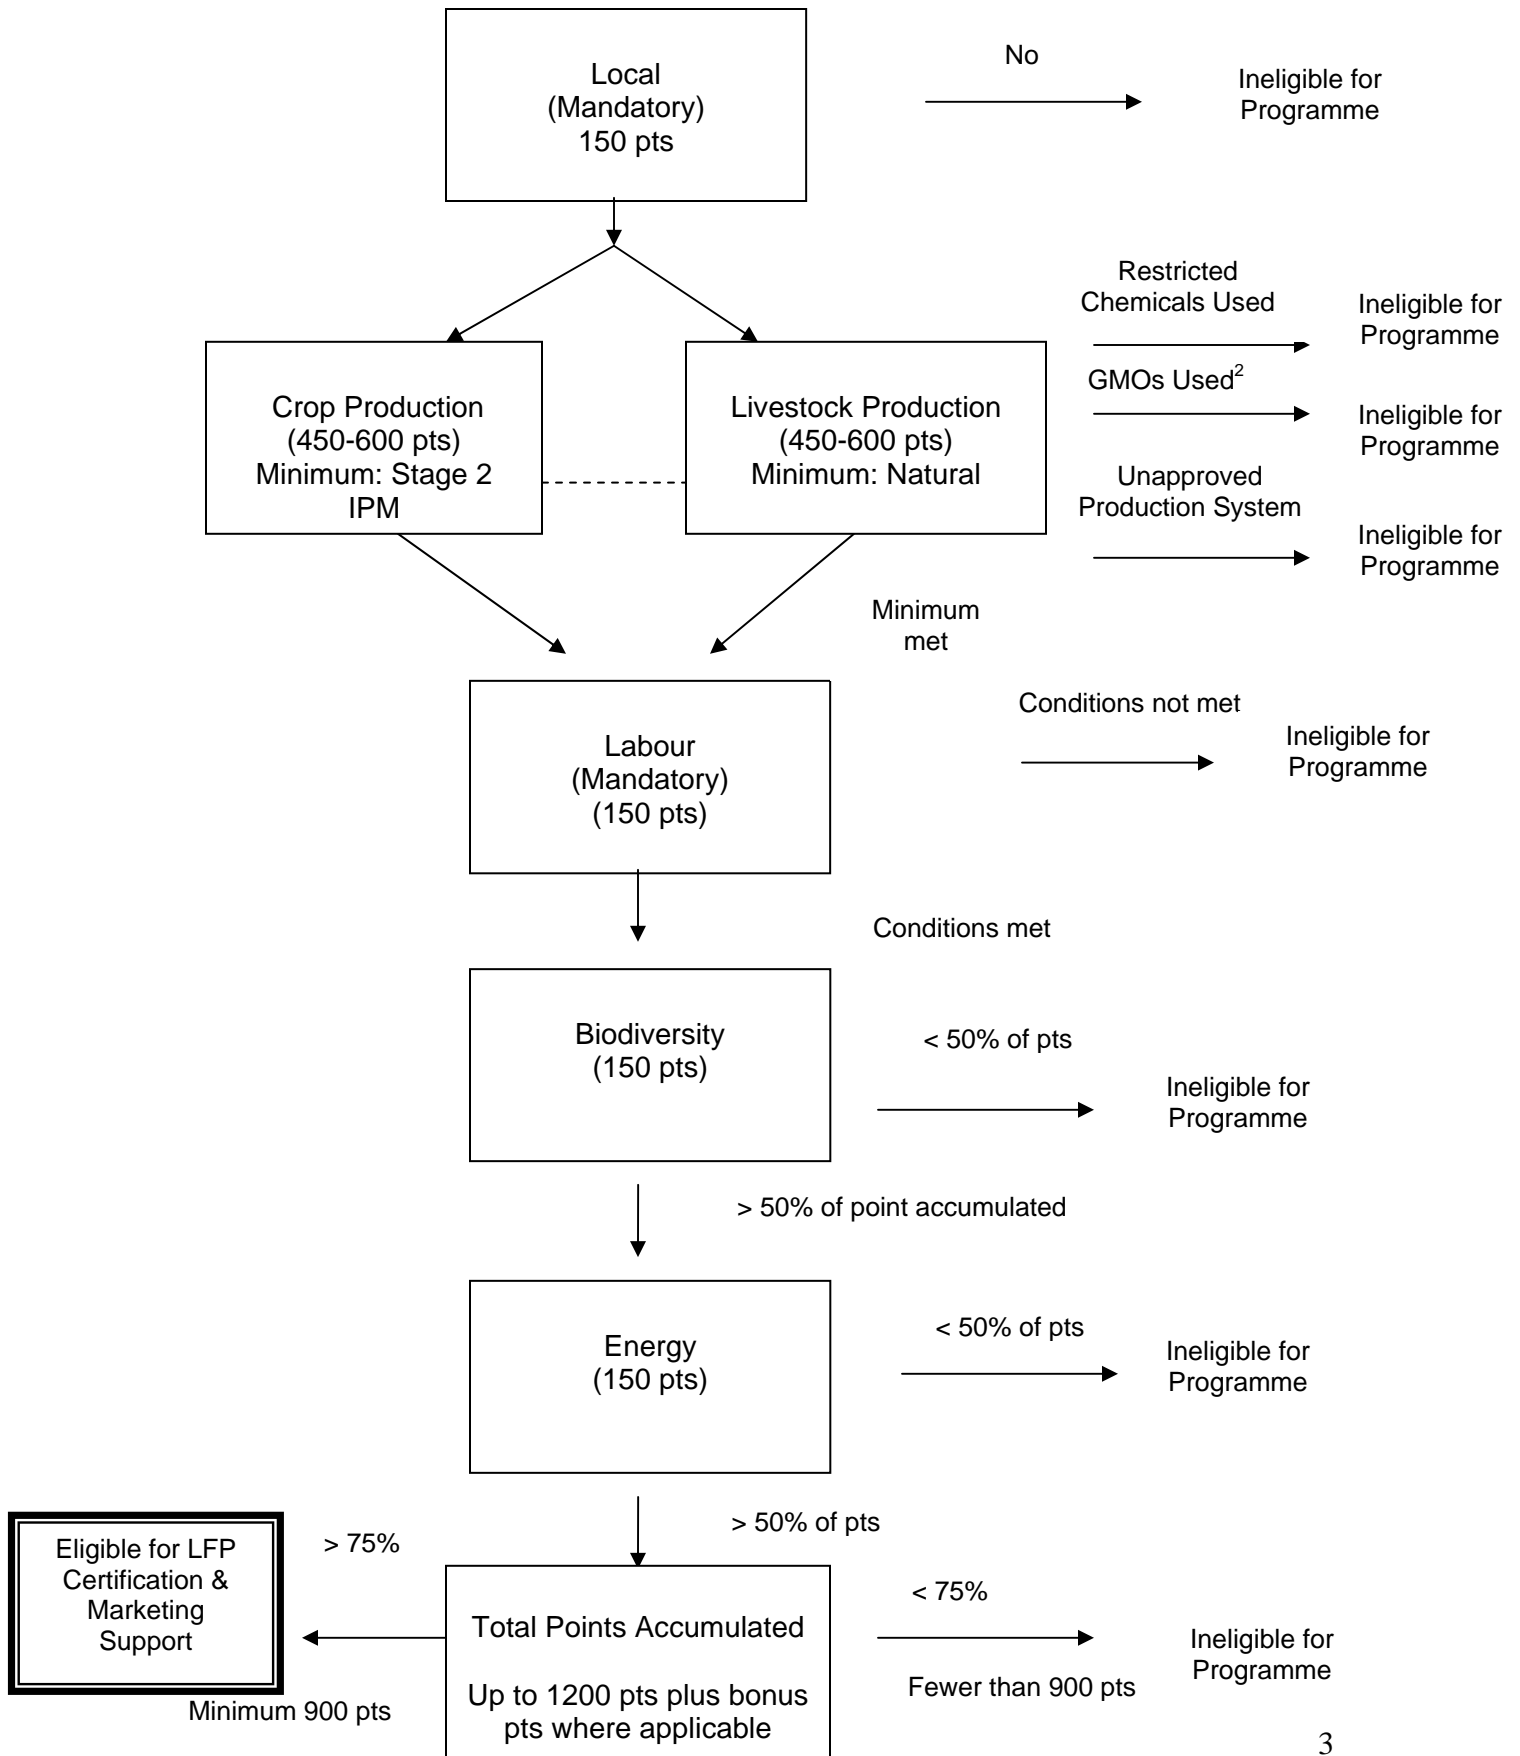 Local
(Mandatory)
150 pts
No
Ineligible for
Programme
Crop Production
(450-600 pts)
Minimum: Stage 2
IPM
Livestock Production
(450-600 pts)
Minimum: Natural
Restricted
Chemicals Used
Ineligible for
Programme
GMOs Used²
Ineligible for
Programme
Unapproved
Production System
Ineligible for
Programme
Minimum
met
Labour
(Mandatory)
(150 pts)
Conditions not met
Ineligible for
Programme
Conditions met
Biodiversity
(150 pts)
< 50% of pts
Ineligible for
Programme
> 50% of point accumulated
Energy
(150 pts)
< 50% of pts
Ineligible for
Programme
> 50% of pts
Eligible for LFP
Certification &
Marketing
Support
> 75%
Minimum 900 pts
Total Points Accumulated
Up to 1200 pts plus bonus
pts where applicable
< 75%
Fewer than 900 pts
Ineligible for
Programme
3